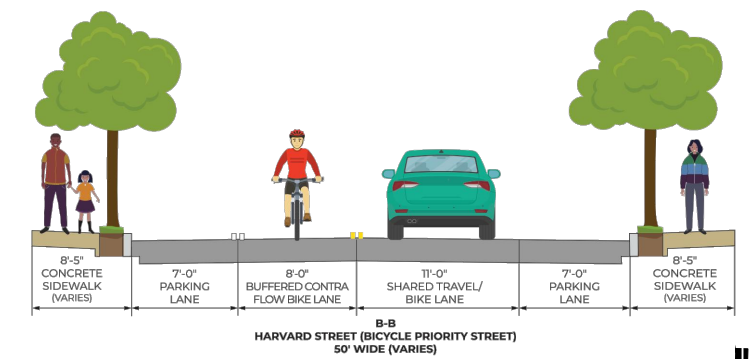 8'-5"
CONCRETE
SIDEWALK
(VARIES)
7'-0"
PARKING
LANE
8'-0"
BUFFERED CONTRA
FLOW BIKE LANE
11'-0"
SHARED TRAVEL/
BIKE LANE
7'-0"
PARKING
LANE
8'-5"
CONCRETE
SIDEWALK
(VARIES)
B-B
HARVARD STREET (BICYCLE PRIORITY STREET)
50' WIDE (VARIES)